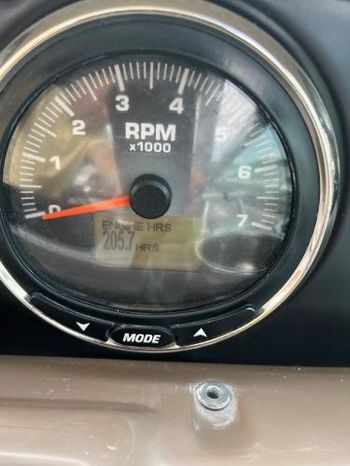 3 4
2 5
RPM
x1000
1 6
0 7
ENGINE HRS
205.7 HRS
MODE